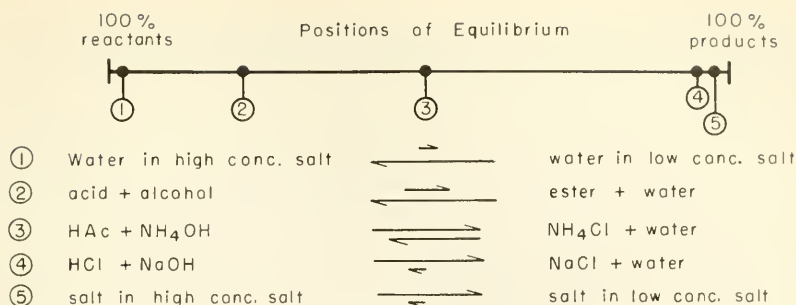 100% reactants Positions of Equilibrium 100% products
① ② ③ ④ ⑤
① Water in high conc. salt water in low conc. salt
② acid + alcohol ester + water
③ HAc + NH₄OH NH₄Cl + water
④ HCl + NaOH NaCl + water
⑤ salt in high conc. salt salt in low conc. salt